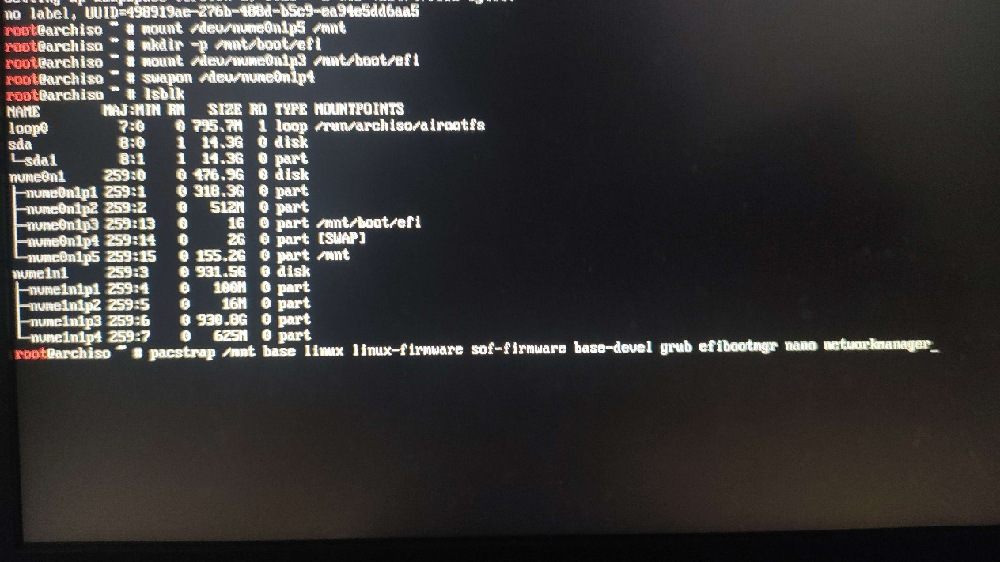 no label, UUID=498919ae-276b-408d-b5c9-ea94e5dd6aa5
root@archiso ~ # mount /dev/nvme0n1p5 /mnt
root@archiso ~ # mkdir -p /mnt/boot/efi
root@archiso ~ # mount /dev/nvme0n1p3 /mnt/boot/efi
root@archiso ~ # swapon /dev/nvme0n1p4
root@archiso ~ # lsblk
NAME MAJ:MIN RM SIZE RO TYPE MOUNTPOINTS
loop0 7:0 0 795.7M 1 loop /run/archiso/airootfs
sda 8:0 1 14.3G 0 disk
└─sda1 8:1 1 14.3G 0 part
nvme0n1 259:0 0 476.9G 0 disk
├─nvme0n1p1 259:1 0 318.3G 0 part
├─nvme0n1p2 259:2 0 512M 0 part
├─nvme0n1p3 259:13 0 1G 0 part /mnt/boot/efi
├─nvme0n1p4 259:14 0 2G 0 part [SWAP]
└─nvme0n1p5 259:15 0 155.2G 0 part /mnt
nvme1n1 259:3 0 931.5G 0 disk
├─nvme1n1p1 259:4 0 100M 0 part
├─nvme1n1p2 259:5 0 16M 0 part
├─nvme1n1p3 259:6 0 930.8G 0 part
└─nvme1n1p4 259:7 0 625M 0 part
root@archiso ~ # pacstrap /mnt base linux linux-firmware sof-firmware base-devel grub efibootmgr nano networkmanager_